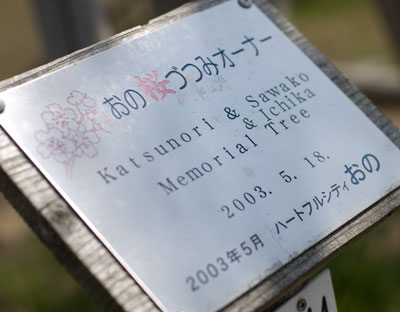 おの桜づつみオーナー
Katsunori & Sawako
& Ichika
Memorial Tree
2003. 5. 18.
2003年5月 ハートフルシティおの